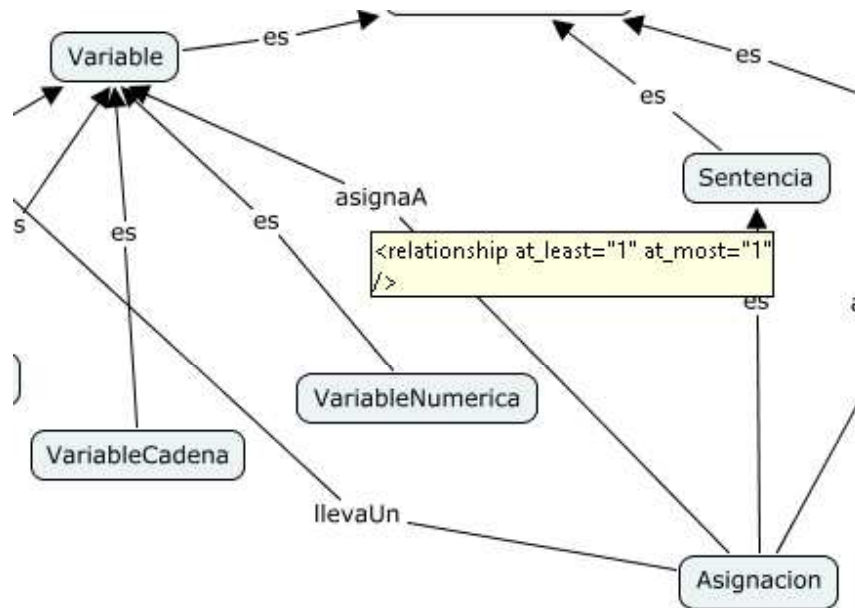 es
Variable
es
es
Sentencia
asignaA
s
es
es
<relationship at_least="1" at_most="1"
/>
es
a
VariableNumerica
VariableCadena
llevaUn
Asignacion